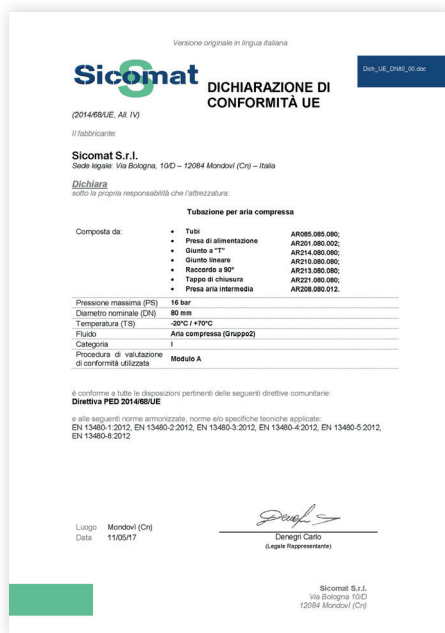 Versione originale in lingua italiana
Sicomat
Dich_UE_DN80_00.doc
DICHIARAZIONE DI
CONFORMITÀ UE
(2014/68/UE, All. IV)
Il fabbricante:
Sicomat S.r.l.
Sede legale: Via Bologna, 10/D – 12084 Mondovì (Cn) – Italia
Dichiara
sotto la propria responsabilità che l'attrezzatura:
Tubazione per aria compressa
Composta da:
• Tubi AR085.085.080;
• Presa di alimentazione AR201.080.002;
• Giunto a "T" AR214.080.080;
• Giunto lineare AR210.080.080;
• Raccordo a 90° AR213.080.080;
• Tappo di chiusura AR221.080.080;
• Presa aria intermedia AR208.080.012.
Pressione massima (PS) 16 bar
Diametro nominale (DN) 80 mm
Temperatura (TS) -20°C / +70°C
Fluido Aria compressa (Gruppo2)
Categoria I
Procedura di valutazione
di conformità utilizzata Modulo A
è conforme a tutte le disposizioni pertinenti delle seguenti direttive comunitarie:
Direttiva PED 2014/68/UE
e alle seguenti norme armonizzate, norme e/o specifiche tecniche applicate:
EN 13480-1:2012, EN 13480-2:2012, EN 13480-3:2012, EN 13480-4:2012, EN 13480-5:2012,
EN 13480-8:2012
Luogo Mondovì (Cn)
Data 11/05/17
Denegri Carlo
(Legale Rappresentante)
Sicomat S.r.l.
Via Bologna 10/D
12084 Mondovì (Cn)